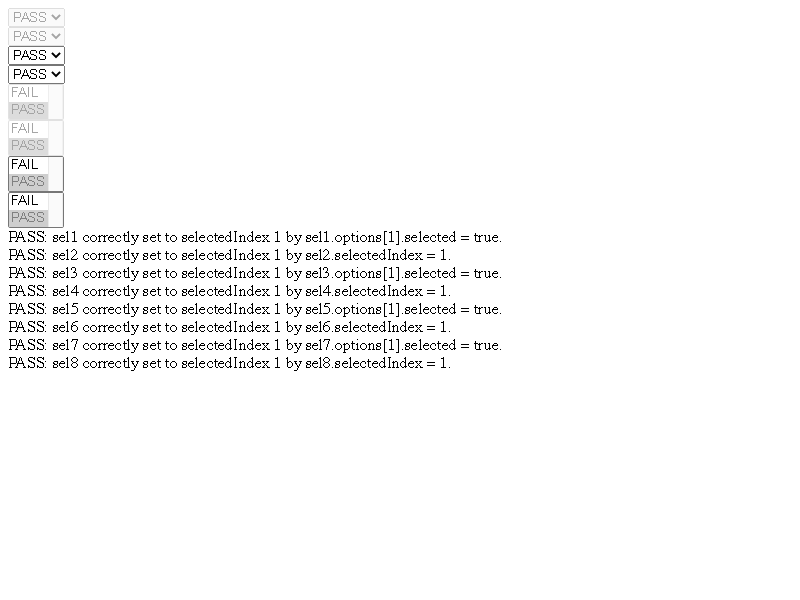 PASS
PASS
PASS
PASS
FAIL
PASS
FAIL
PASS
FAIL
PASS
FAIL
PASS
PASS: sel1 correctly set to selectedIndex 1 by sel1.options[1].selected = true.
PASS: sel2 correctly set to selectedIndex 1 by sel2.selectedIndex = 1.
PASS: sel3 correctly set to selectedIndex 1 by sel3.options[1].selected = true.
PASS: sel4 correctly set to selectedIndex 1 by sel4.selectedIndex = 1.
PASS: sel5 correctly set to selectedIndex 1 by sel5.options[1].selected = true.
PASS: sel6 correctly set to selectedIndex 1 by sel6.selectedIndex = 1.
PASS: sel7 correctly set to selectedIndex 1 by sel7.options[1].selected = true.
PASS: sel8 correctly set to selectedIndex 1 by sel8.selectedIndex = 1.